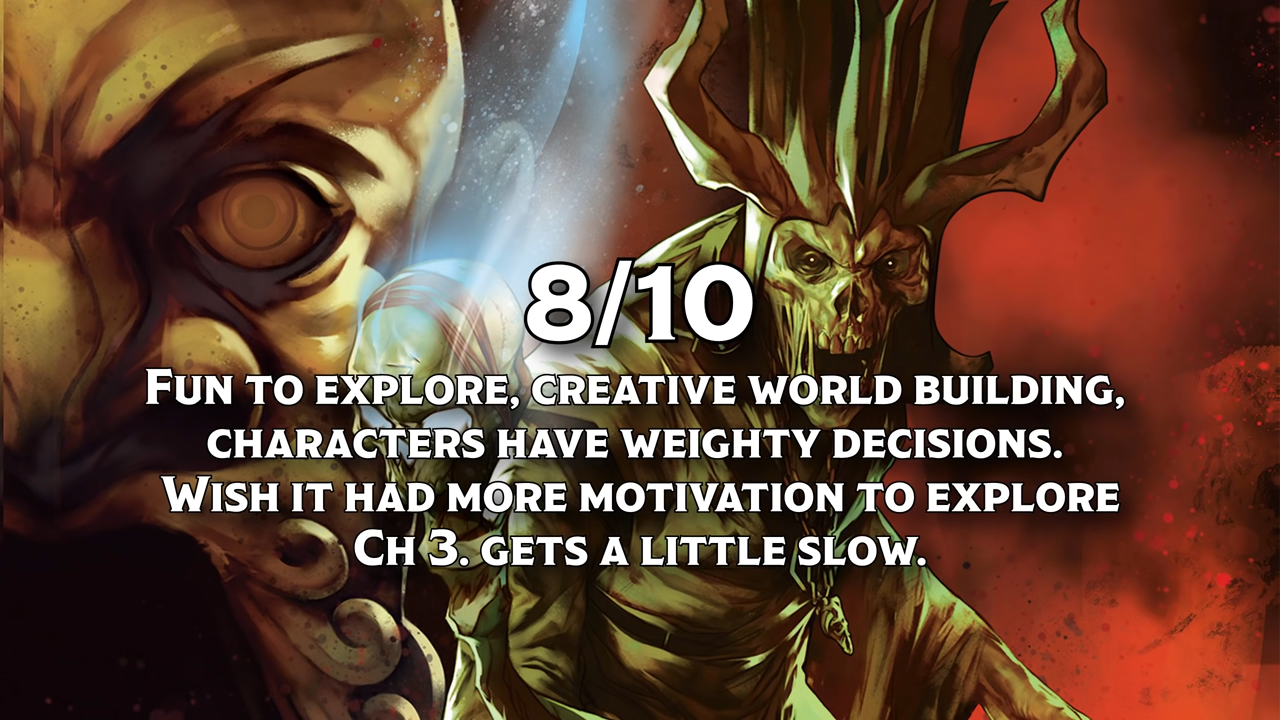 8/10
Fun to explore, creative world building,
characters have weighty decisions.
Wish it had more motivation to explore
Ch 3. gets a little slow.